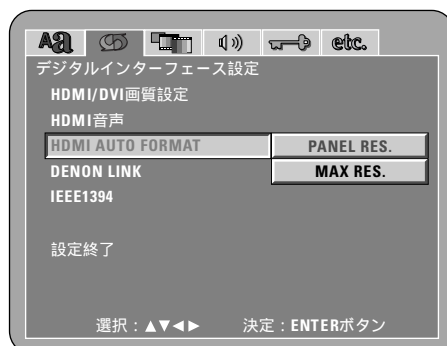 Aあ etc.
デジタルインターフェース設定
HDMI/DVI画質設定
HDMI音声
HDMI AUTO FORMAT PANEL RES.
DENON LINK MAX RES.
IEEE1394
設定終了
選択：▲▼◀▶ 決定：ENTERボタン